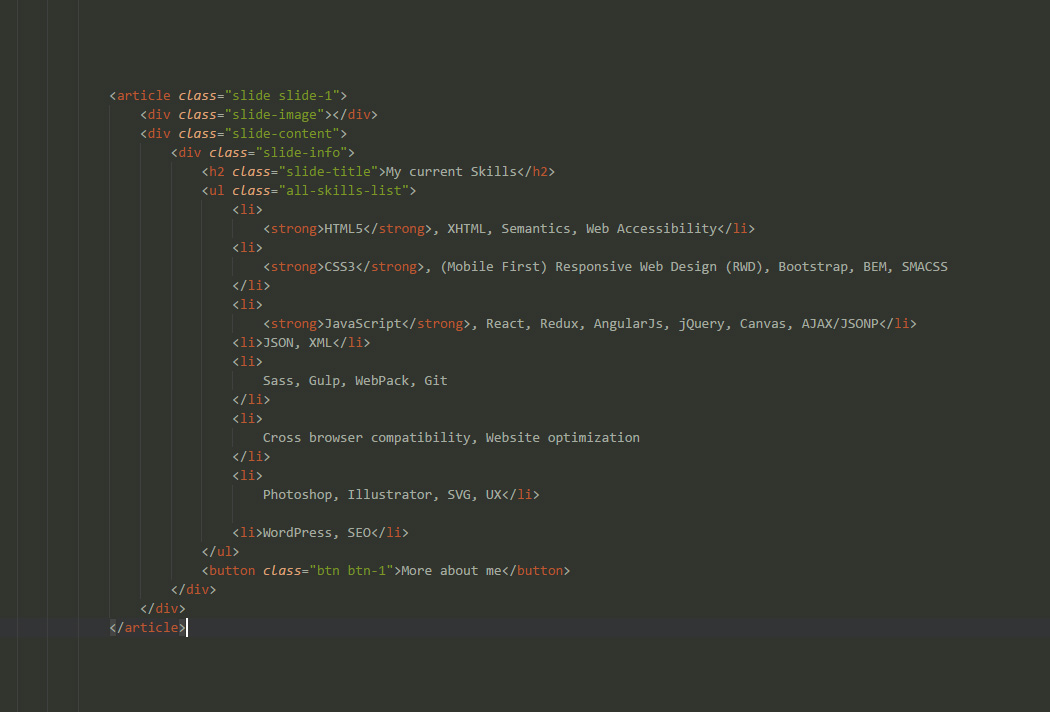 <article class="slide slide-1">
    <div class="slide-image"></div>
    <div class="slide-content">
        <div class="slide-info">
            <h2 class="slide-title">My current Skills</h2>
            <ul class="all-skills-list">
                <li>
                    <strong>HTML5</strong>, XHTML, Semantics, Web Accessibility</li>
                <li>
                    <strong>CSS3</strong>, (Mobile First) Responsive Web Design (RWD), Bootstrap, BEM, SMACSS
                </li>
                <li>
                    <strong>JavaScript</strong>, React, Redux, AngularJs, jQuery, Canvas, AJAX/JSONP</li>
                <li>JSON, XML</li>
                <li>
                    Sass, Gulp, WebPack, Git
                </li>
                <li>
                    Cross browser compatibility, Website optimization
                </li>
                <li>
                    Photoshop, Illustrator, SVG, UX</li>

                <li>WordPress, SEO</li>
            </ul>
            <button class="btn btn-1">More about me</button>
        </div>
    </div>
</article>